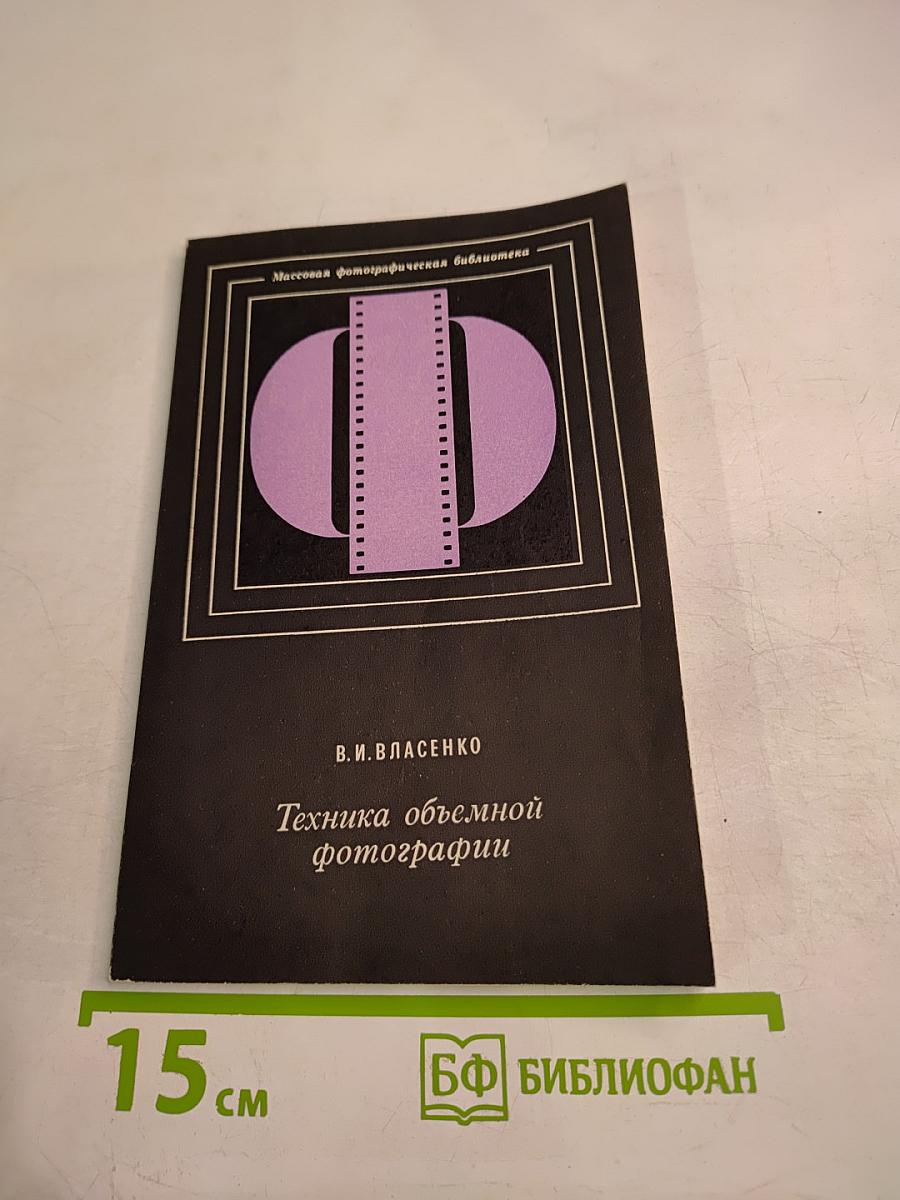 Массовая фотографическая библиотека
В.И.ВЛАСЕНКО
Техника объемной
фотографии
15 см
БФ БИБЛИОФАН